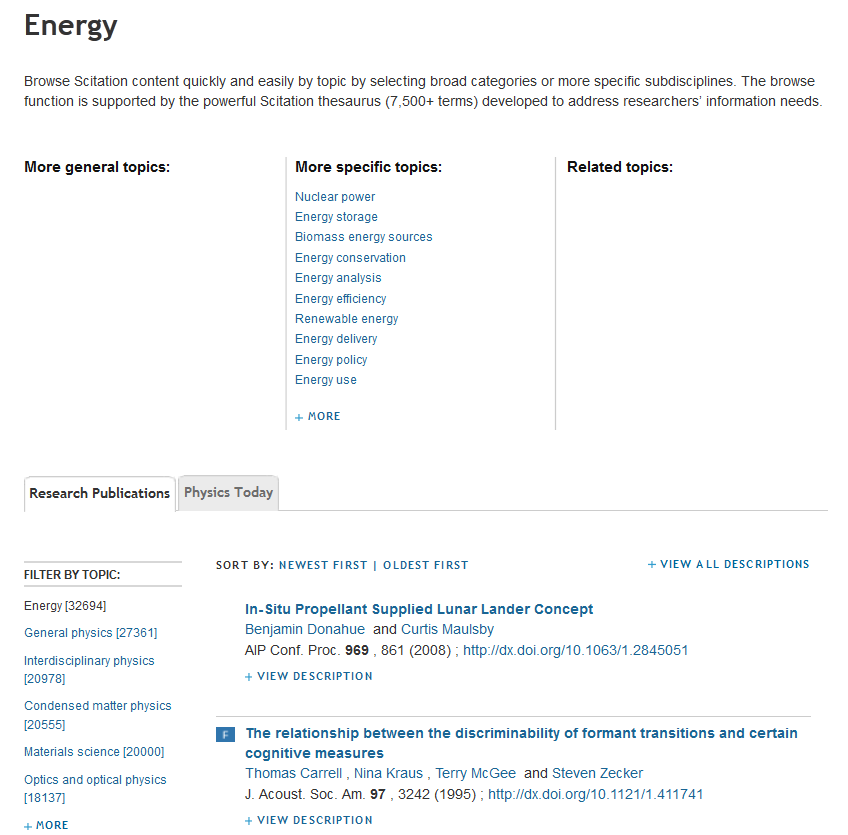 Energy
Browse Scitation content quickly and easily by topic by selecting broad categories or more specific subdisciplines. The browse
function is supported by the powerful Scitation thesaurus (7,500+ terms) developed to address researchers' information needs.
More general topics:
More specific topics:
Nuclear power
Energy storage
Biomass energy sources
Energy conservation
Energy analysis
Energy efficiency
Renewable energy
Energy delivery
Energy policy
Energy use
+ MORE
Related topics:
Research Publications
Physics Today
FILTER BY TOPIC:
Energy [32694]
General physics [27361]
Interdisciplinary physics
[20978]
Condensed matter physics
[20555]
Materials science [20000]
Optics and optical physics
[18137]
+ MORE
SORT BY: NEWEST FIRST | OLDEST FIRST
+ VIEW ALL DESCRIPTIONS
In-Situ Propellant Supplied Lunar Lander Concept
Benjamin Donahue and Curtis Maulsby
AIP Conf. Proc. 969 , 861 (2008) ; http://dx.doi.org/10.1063/1.2845051
+ VIEW DESCRIPTION
F
The relationship between the discriminability of formant transitions and certain
cognitive measures
Thomas Carrell , Nina Kraus , Terry McGee and Steven Zecker
J. Acoust. Soc. Am. 97 , 3242 (1995) ; http://dx.doi.org/10.1121/1.411741
+ VIEW DESCRIPTION